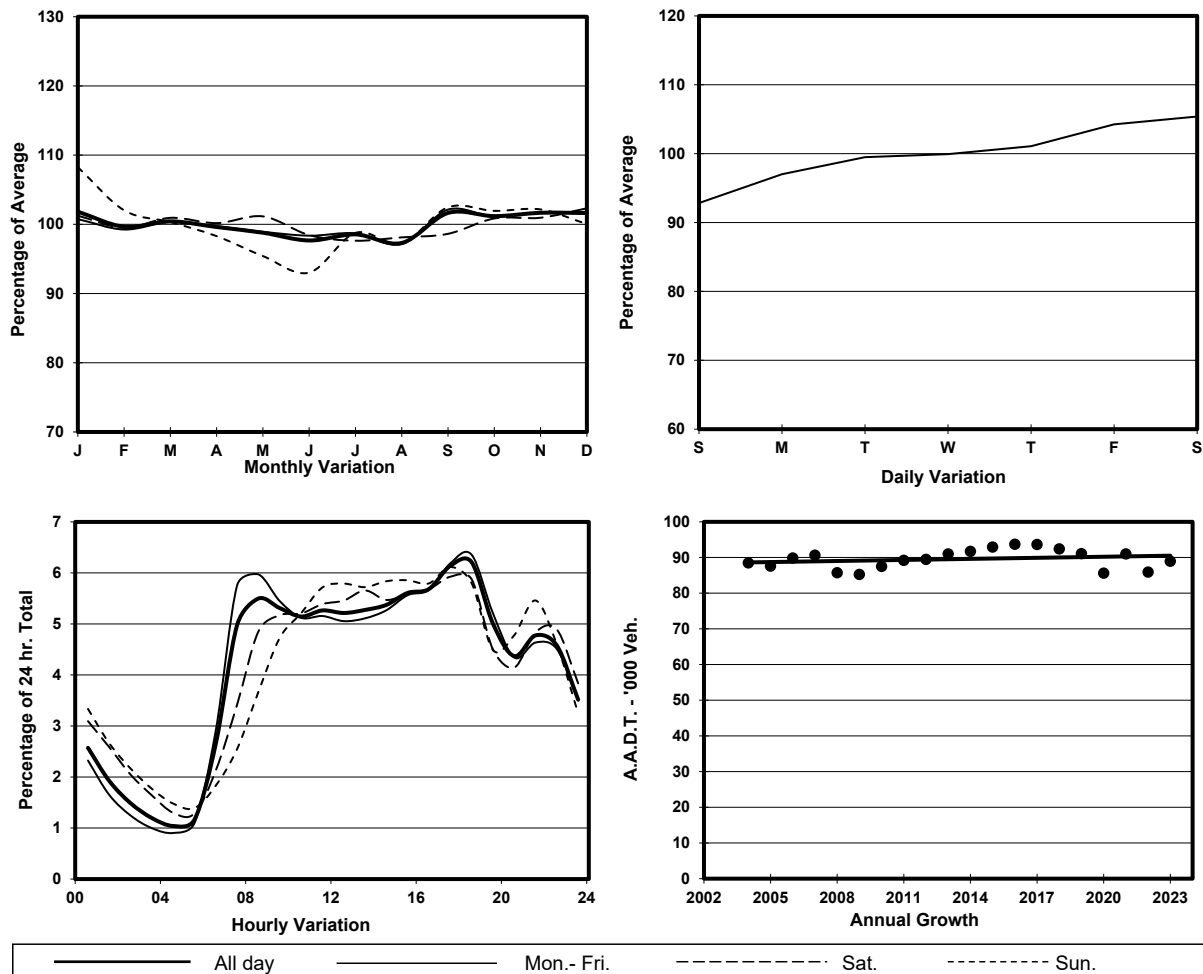 130
120
110
100
90
80
70
Percentage of Average
J F M A M J J A S O N D
Monthly Variation
120
110
100
90
80
70
60
Percentage of Average
S M T W T F S
Daily Variation
7
6
5
4
3
2
1
0
Percentage of 24 hr. Total
00 04 08 12 16 20 24
Hourly Variation
100
90
80
70
60
50
40
30
20
10
0
A.A.D.T. - '000 Veh.
2002 2005 2008 2011 2014 2017 2020 2023
Annual Growth
All day Mon.- Fri. Sat. Sun.